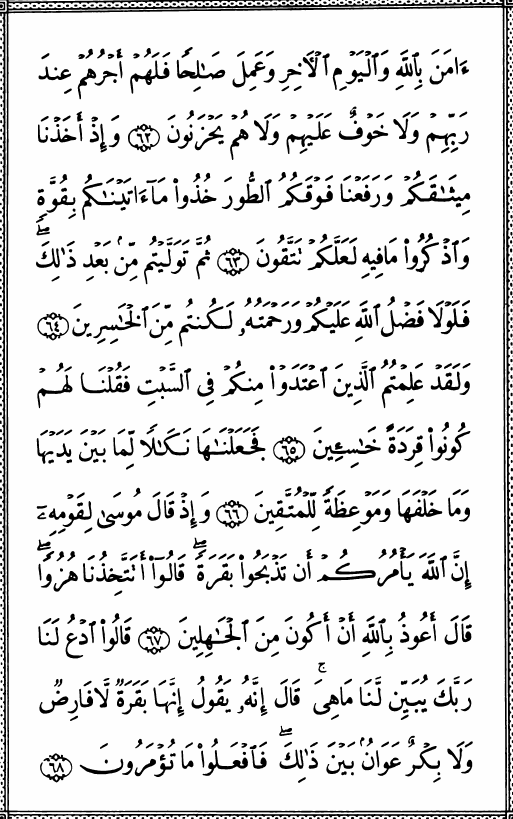 ءَامَنَ بِٱللَّهِ وَٱلْيَوْمِ ٱلْأَخِرِ وَعَمِلَ صَـٰلِحًا فَلَهُمْ أَجْرُهُمْ عِندَ
رَبِّهِمْ وَلَا خَوْفٌ عَلَيْهِمْ وَلَا هُمْ يَحْزَنُونَ ﴿٦٢﴾ وَإِذْ أَخَذْنَا
مِيثَـٰقَكُمْ وَرَفَعْنَا فَوْقَكُمُ ٱلطُّورَ خُذُوا۟ مَآ ءَاتَيْنَـٰكُم بِقُوَّةٍ
وَٱذْكُرُوا۟ مَا فِيهِ لَعَلَّكُمْ تَتَّقُونَ ﴿٦٣﴾ ثُمَّ تَوَلَّيْتُم مِّنۢ بَعْدِ ذَٰلِكَ ۖ
فَلَوْلَا فَضْلُ ٱللَّهِ عَلَيْكُمْ وَرَحْمَتُهُۥ لَكُنتُم مِّنَ ٱلْخَـٰسِرِينَ ﴿٦٤﴾
وَلَقَدْ عَلِمْتُمُ ٱلَّذِينَ ٱعْتَدَوْا۟ مِنكُمْ فِى ٱلسَّبْتِ فَقُلْنَا لَهُمْ
كُونُوا۟ قِرَدَةً خَـٰسِـِٔينَ ﴿٦٥﴾ فَجَعَلْنَـٰهَا نَكَـٰلًا لِّمَا بَيْنَ يَدَيْهَا
وَمَا خَلْفَهَا وَمَوْعِظَةً لِّلْمُتَّقِينَ ﴿٦٦﴾ وَإِذْ قَالَ مُوسَىٰ لِقَوْمِهِۦٓ
إِنَّ ٱللَّهَ يَأْمُرُكُمْ أَن تَذْبَحُوا۟ بَقَرَةً ۖ قَالُوٓا۟ أَتَتَّخِذُنَا هُزُوًا ۖ
قَالَ أَعُوذُ بِٱللَّهِ أَنْ أَكُونَ مِنَ ٱلْجَـٰهِلِينَ ﴿٦٧﴾ قَالُوا۟ ٱدْعُ لَنَا
رَبَّكَ يُبَيِّن لَّنَا مَا هِىَ ۚ قَالَ إِنَّهُۥ يَقُولُ إِنَّهَا بَقَرَةٌ لَّا فَارِضٌ
وَلَا بِكْرٌ عَوَانٌۢ بَيْنَ ذَٰلِكَ ۖ فَٱفْعَلُوا۟ مَا تُؤْمَرُونَ ﴿٦٨﴾